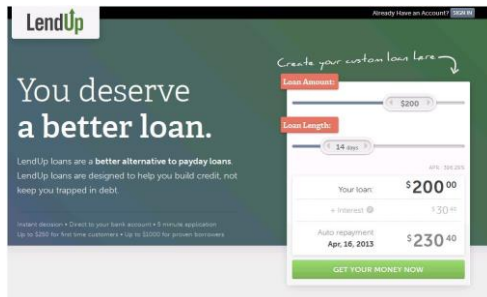 Already Have an Account? SIGN IN
LendUp
Create your custom loan here
You deserve
a better loan.
LendUp loans are a better alternative to payday loans.
LendUp loans are designed to help you build credit, not
keep you trapped in debt.
Instant decision • Direct to your bank account • 5 minute application
Up to $250 for first time customers • Up to $1000 for proven borrowers
Loan Amount:
$200
Loan Length:
14 days
APR
Your loan: $200 00
+ Interest $30 40
Auto repayment
Apr, 16, 2013
$230 40
GET YOUR MONEY NOW